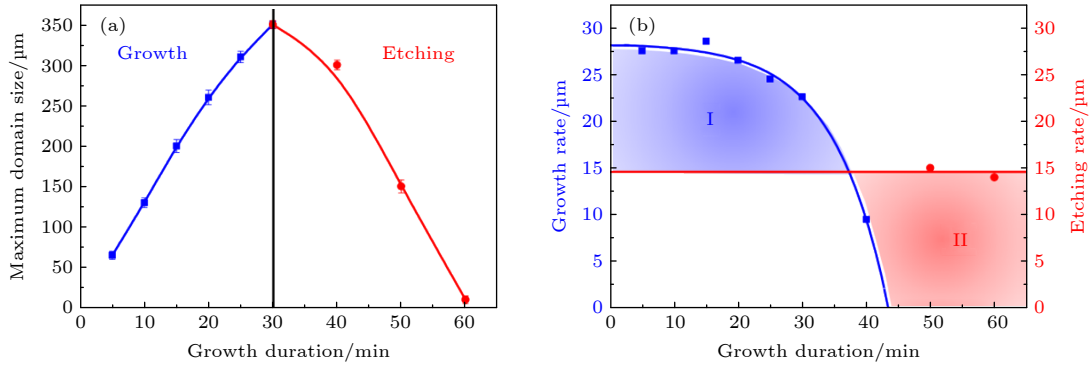 (a)
Growth
Etching
Maximum domain size/μm
350
300
250
200
150
100
50
0
0 10 20 30 40 50 60
Growth duration/min
(b)
I
II
Growth rate/μm
30
25
20
15
10
5
0
0 10 20 30 40 50 60
Growth duration/min
30
25
20
15
10
5
0
Etching rate/μm